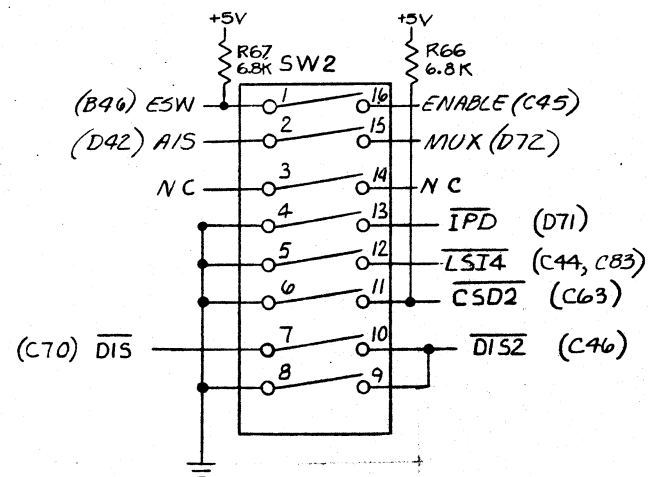 +5V +5V
R67 6.8K SW2 R66 6.8K
(B46) ESW 1 16 ENABLE (C45)
(D42) A/S 2 15 MUX (D72)
NC 3 14 NC
4 13 IPD (D71)
5 12 LSI4 (C44, C83)
6 11 CSD2 (C63)
(C70) DIS 7 10 DIS2 (C46)
8 9